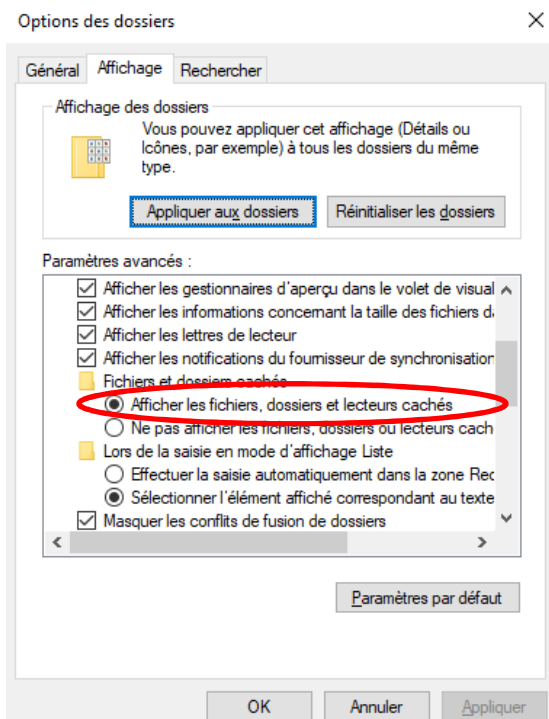 Options des dossiers
Général Affichage Rechercher
Affichage des dossiers
Vous pouvez appliquer cet affichage (Détails ou
Icônes, par exemple) à tous les dossiers du même
type.
Appliquer aux dossiers Réinitialiser les dossiers
Paramètres avancés :
Afficher les gestionnaires d'aperçu dans le volet de visual
Afficher les informations concernant la taille des fichiers da
Afficher les lettres de lecteur
Afficher les notifications du fournisseur de synchronisation
Fichiers et dossiers cachés
Afficher les fichiers, dossiers et lecteurs cachés
Ne pas afficher les fichiers, dossiers ou lecteurs cach
Lors de la saisie en mode d'affichage Liste
Effectuer la saisie automatiquement dans la zone Rec
Sélectionner l'élément affiché correspondant au texte
Masquer les conflits de fusion de dossiers
Paramètres par défaut
OK Annuler Appliquer